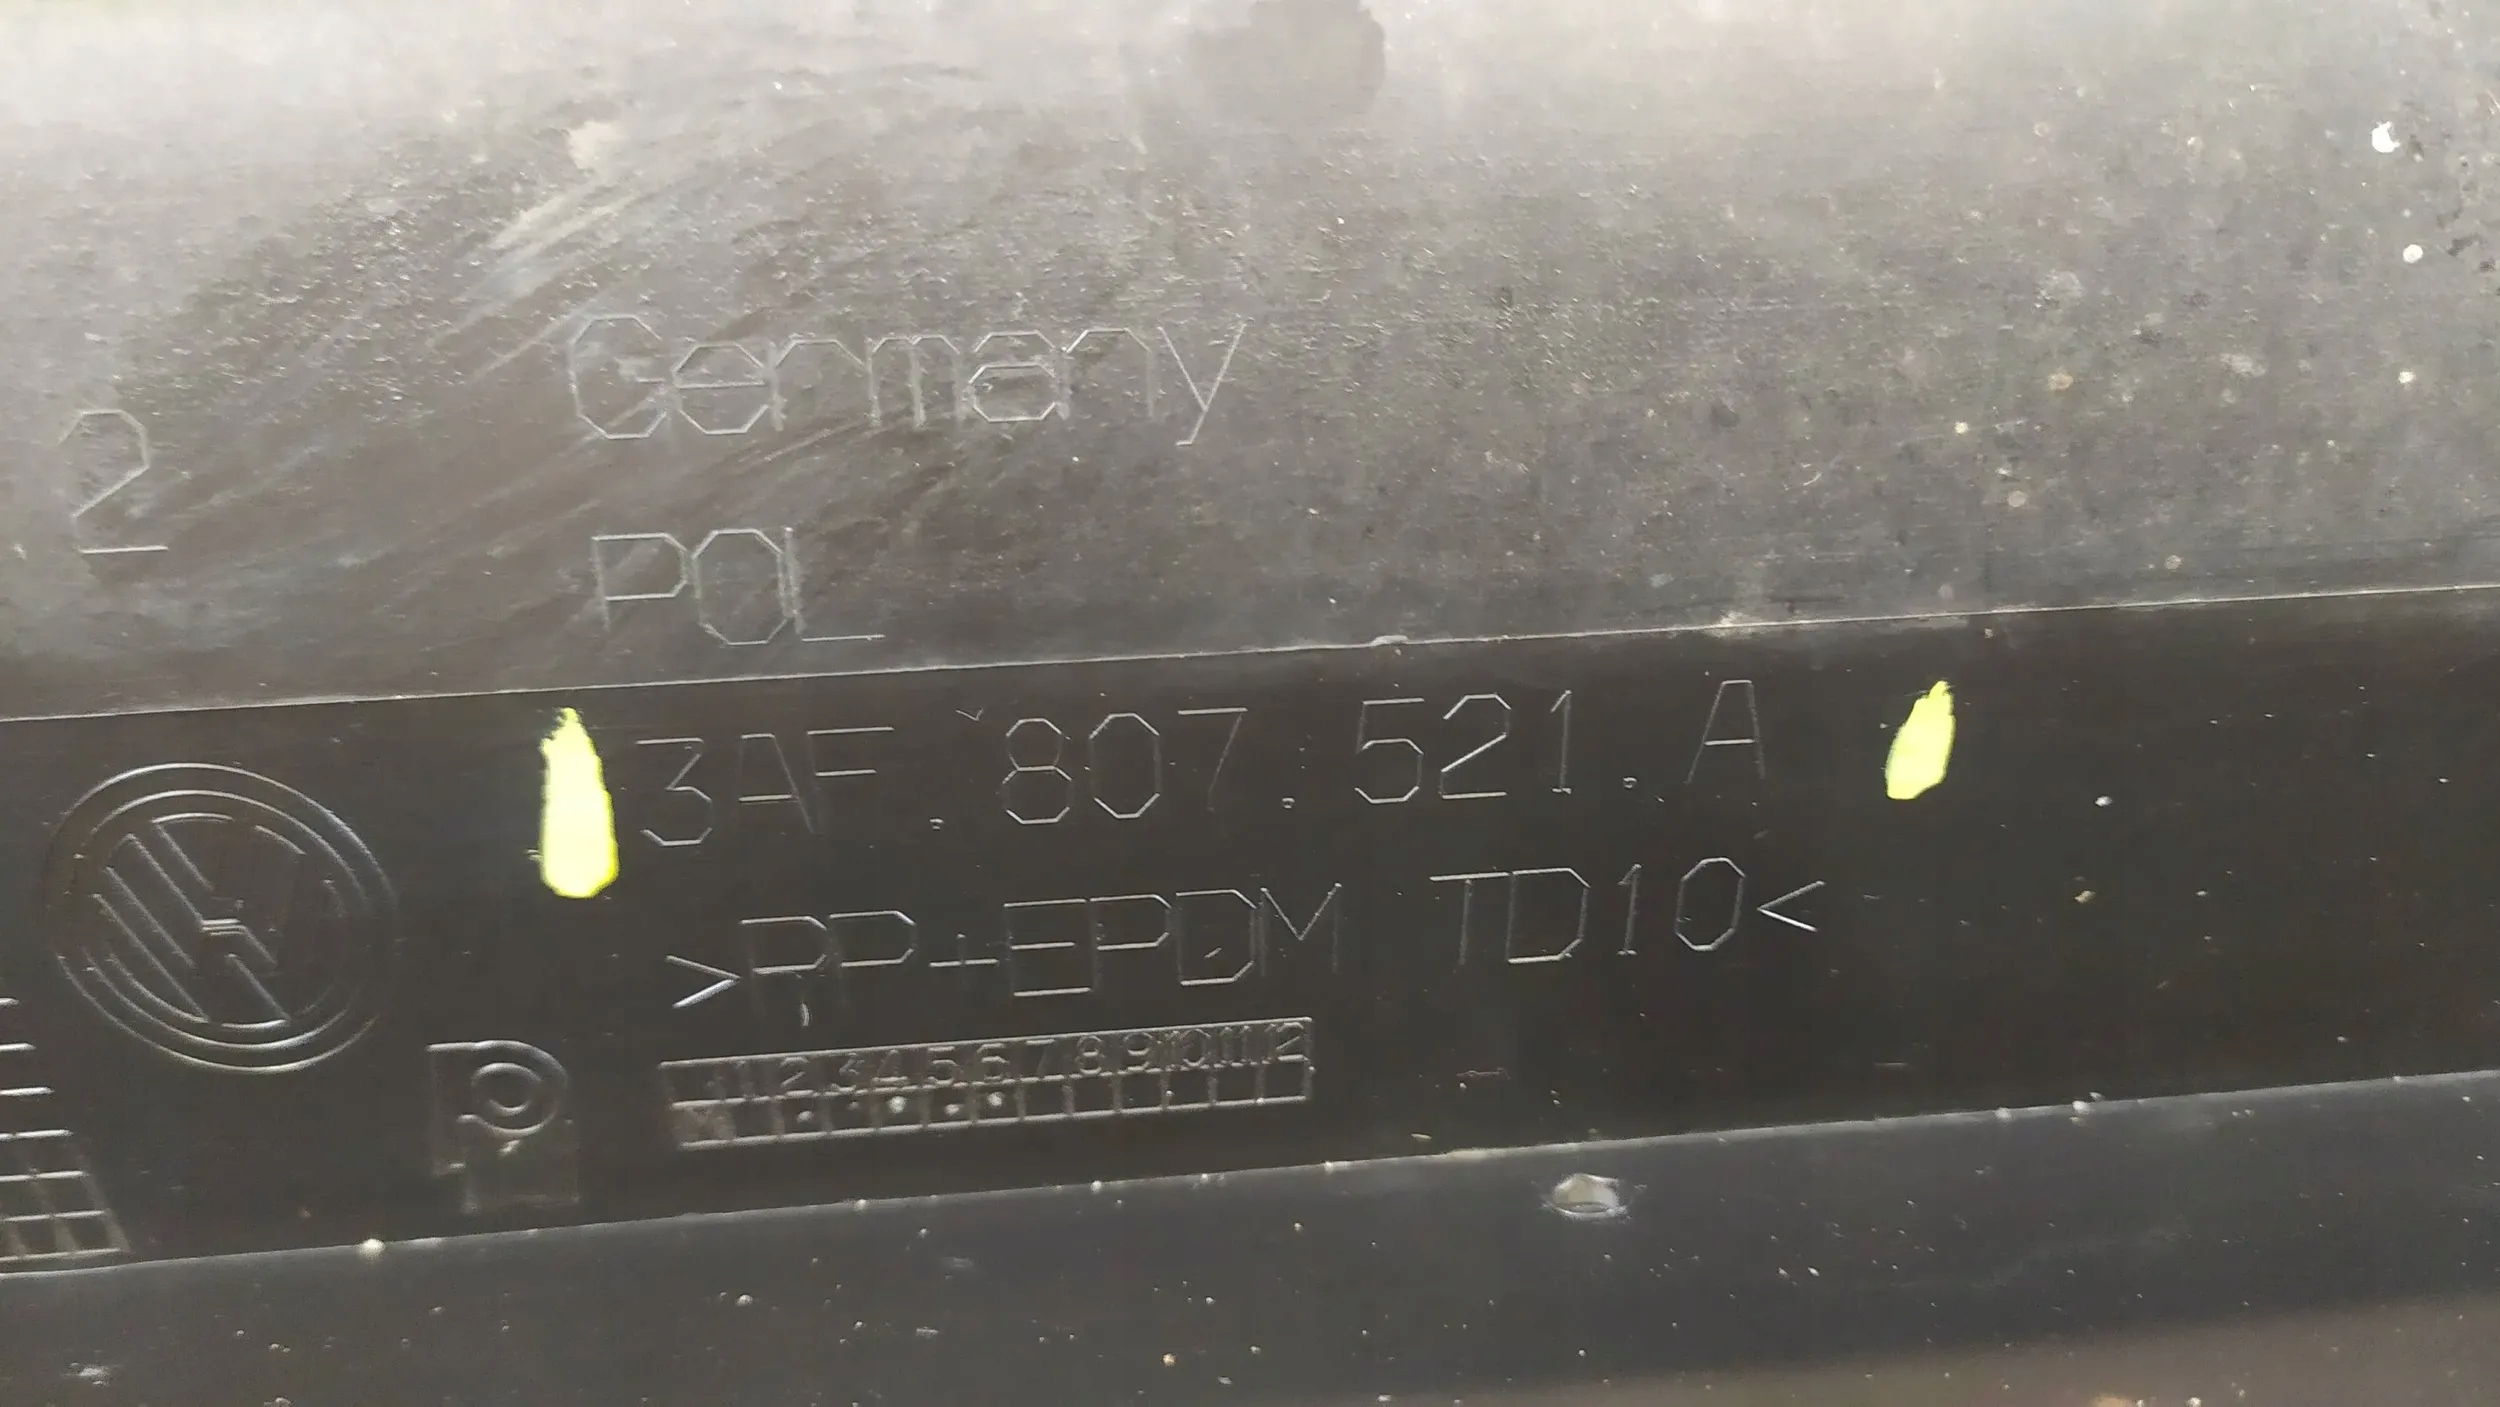 Germany
2
POL
3AF.807.521.A
>PP+EPDM TD10<
1 2 3 4 5 6 7 8 9 10 11 12